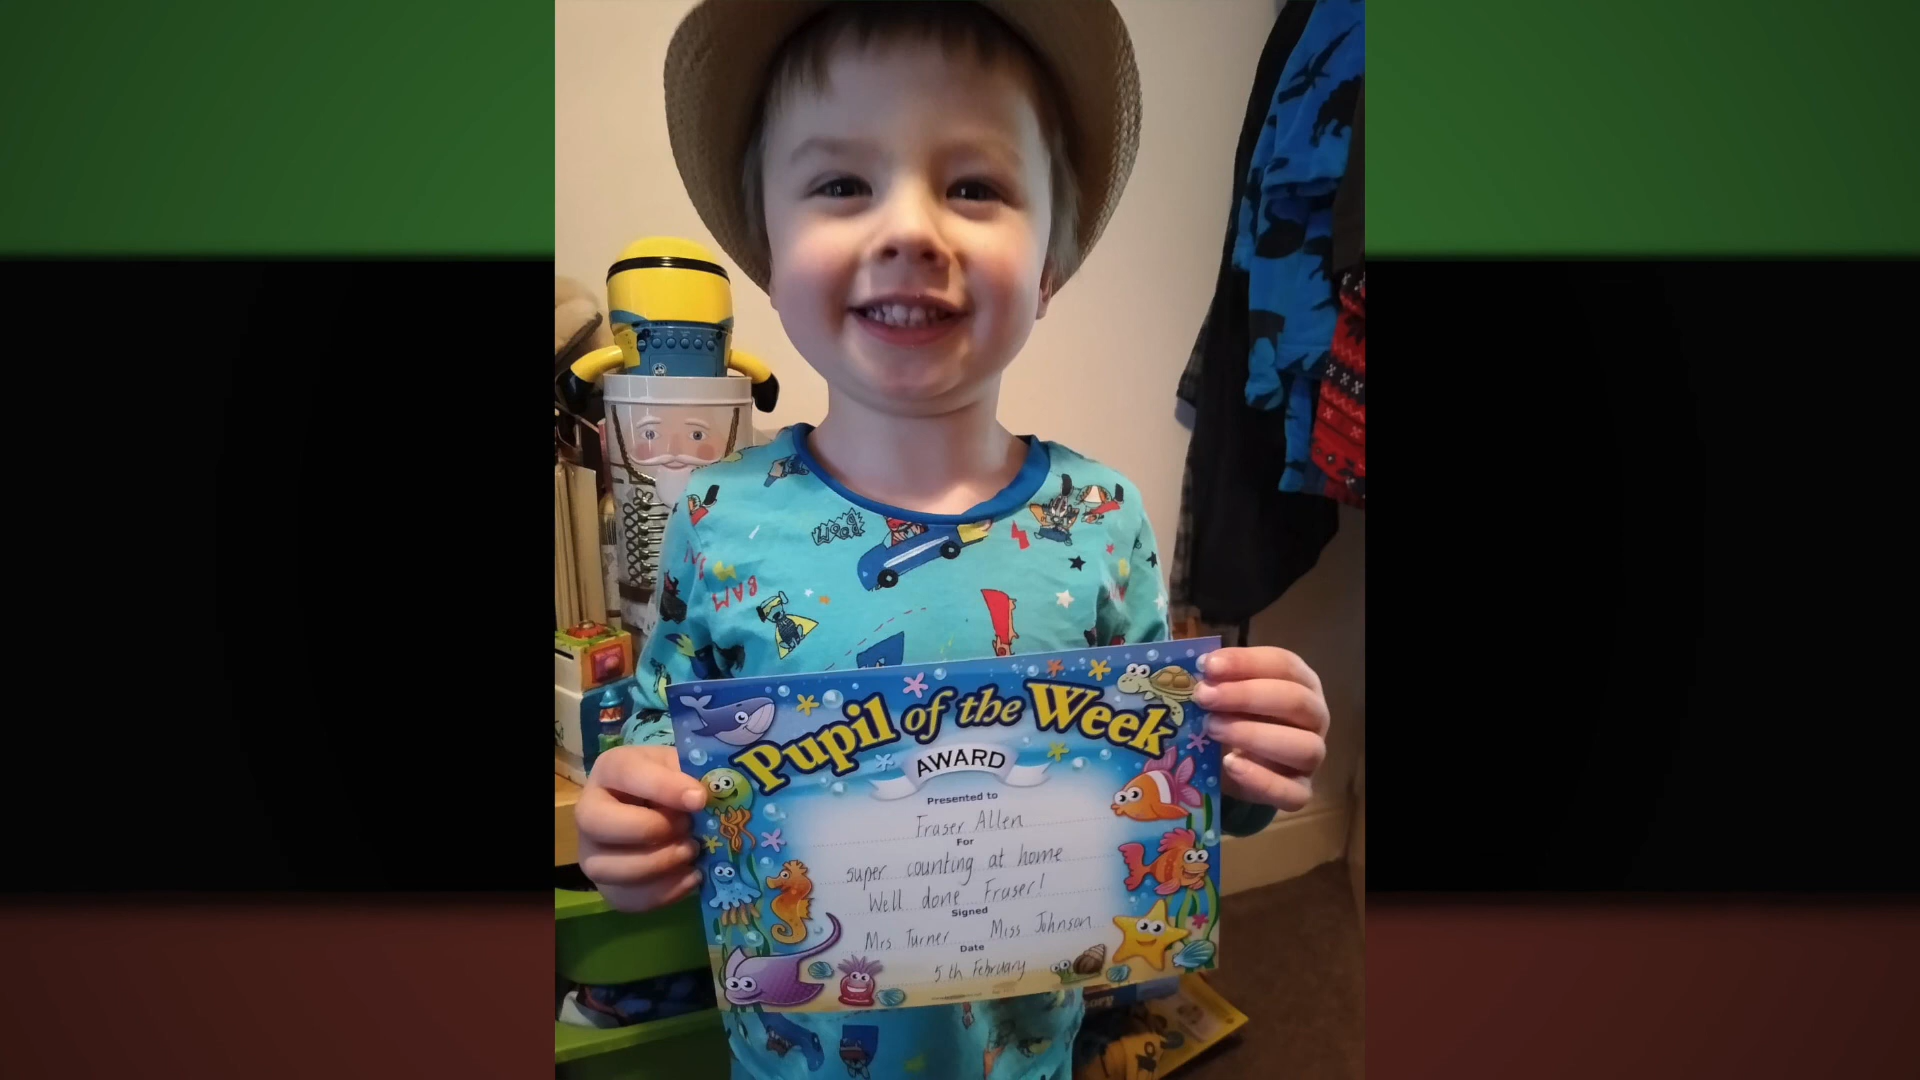 Pupil of the Week
AWARD
Presented to
Fraser Allen
For
super counting at home
Well done Fraser!
Signed
Mrs Turner Miss Johnson
Date
5th February
BAM